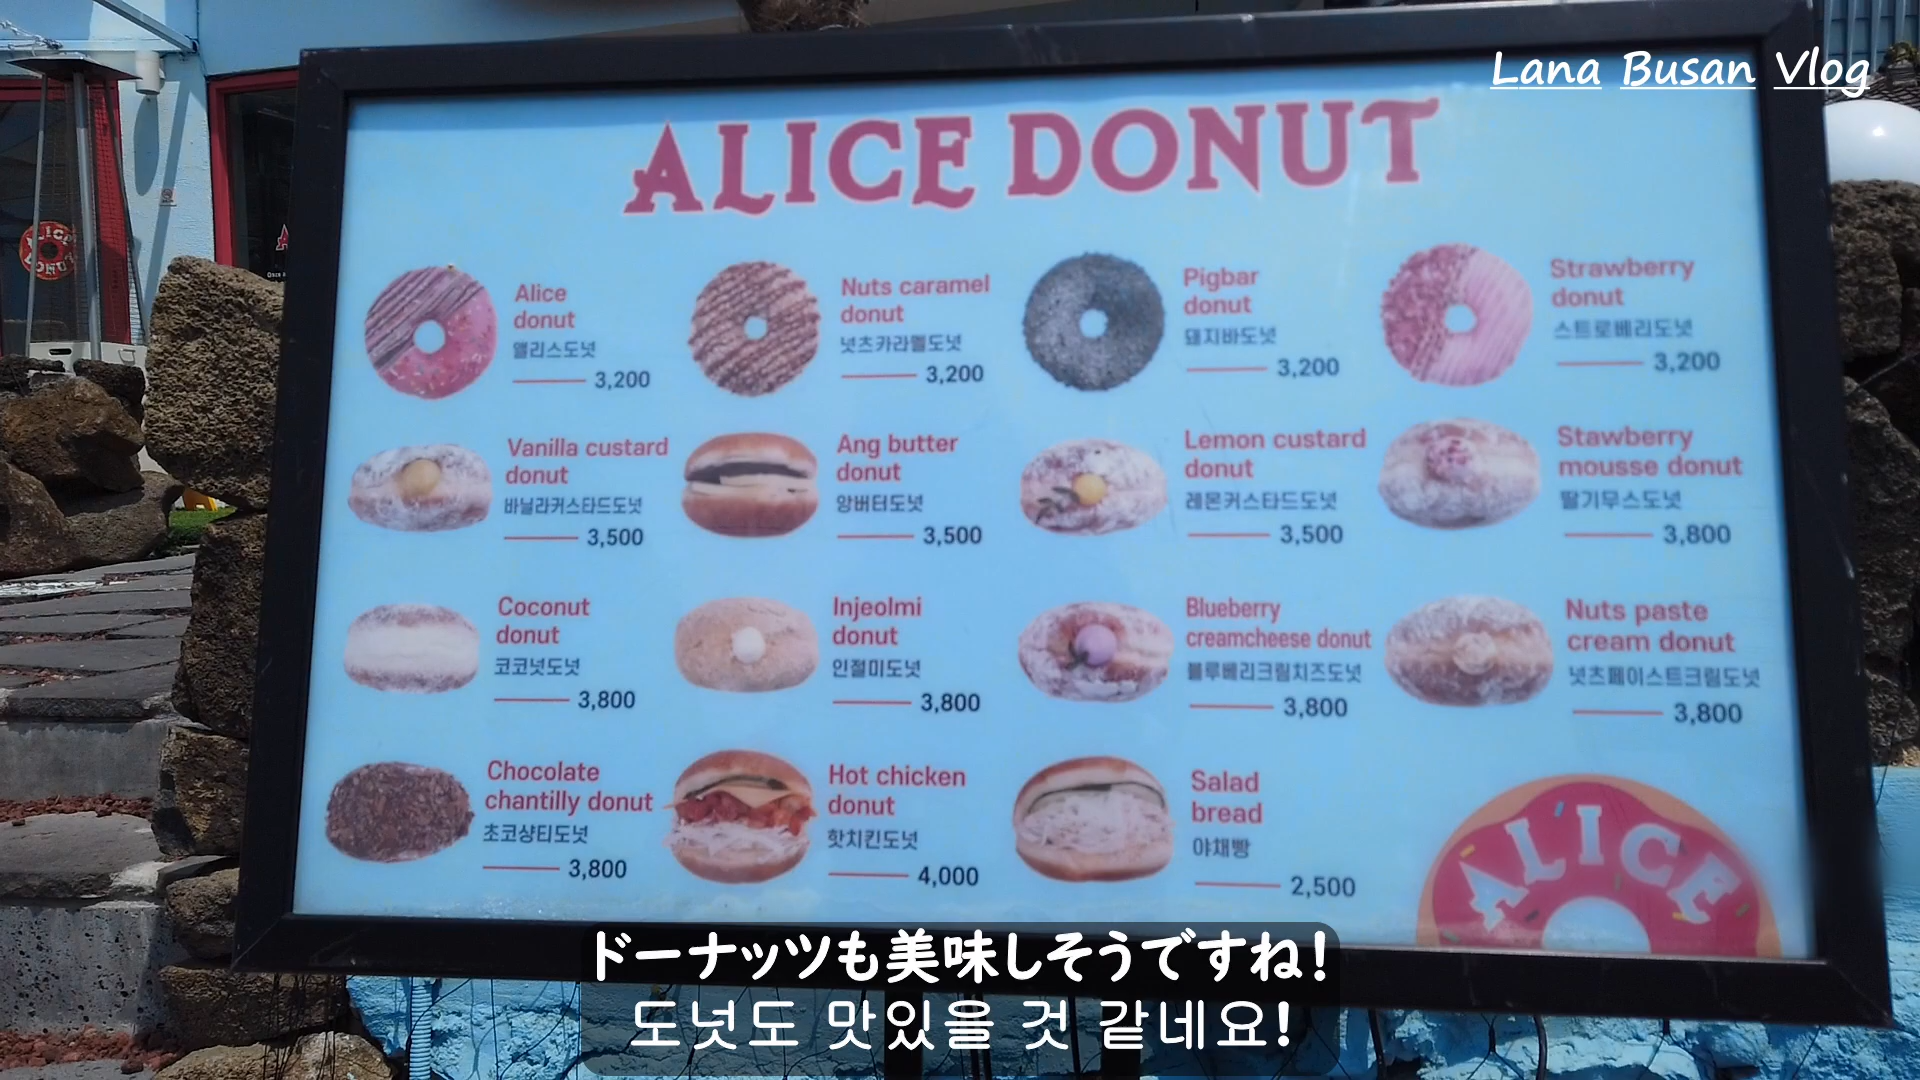 Lana Busan Vlog
ALICE DONUT
Alice
donut
앨리스도넛
3,200
Nuts caramel
donut
넛츠카라멜도넛
3,200
Pigbar
donut
돼지바도넛
3,200
Strawberry
donut
스트로베리도넛
3,200
Vanilla custard
donut
바닐라커스타드도넛
3,500
Ang butter
donut
앙버터도넛
3,500
Lemon custard
donut
레몬커스타드도넛
3,500
Stawberry
mousse donut
딸기무스도넛
3,800
Coconut
donut
코코넛도넛
3,800
Injeolmi
donut
인절미도넛
3,800
Blueberry
creamcheese donut
블루베리크림치즈도넛
3,800
Nuts paste
cream donut
넛츠페이스트크림도넛
3,800
Chocolate
chantilly donut
초코샹티도넛
3,800
Hot chicken
donut
핫치킨도넛
4,000
Salad
bread
야채빵
2,500
ALICE
ALICE
DONUT
ドーナッツも美味しそうですね!
도넛도 맛있을 것 같네요!